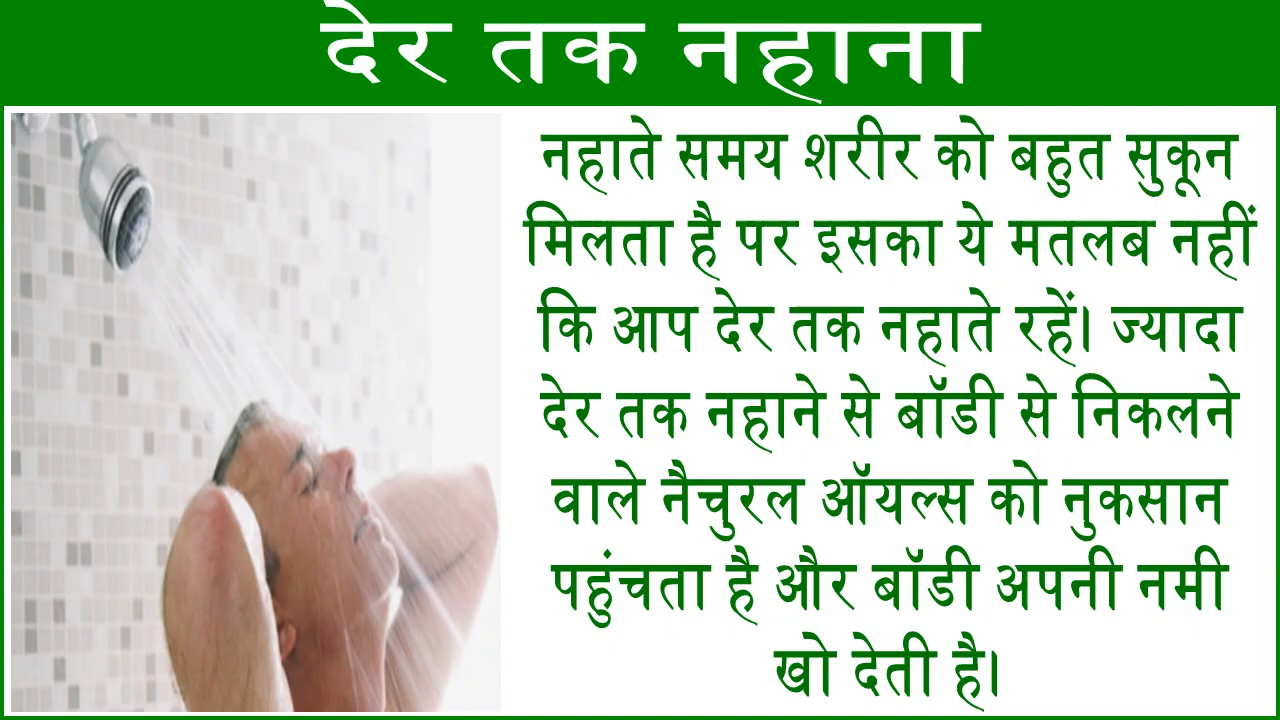 देर तक नहाना
नहाते समय शरीर को बहुत सुकून
मिलता है पर इसका ये मतलब नहीं
कि आप देर तक नहाते रहें। ज्यादा
देर तक नहाने से बॉडी से निकलने
वाले नैचुरल ऑयल्स को नुकसान
पहुंचता है और बॉडी अपनी नमी
खो देती है।